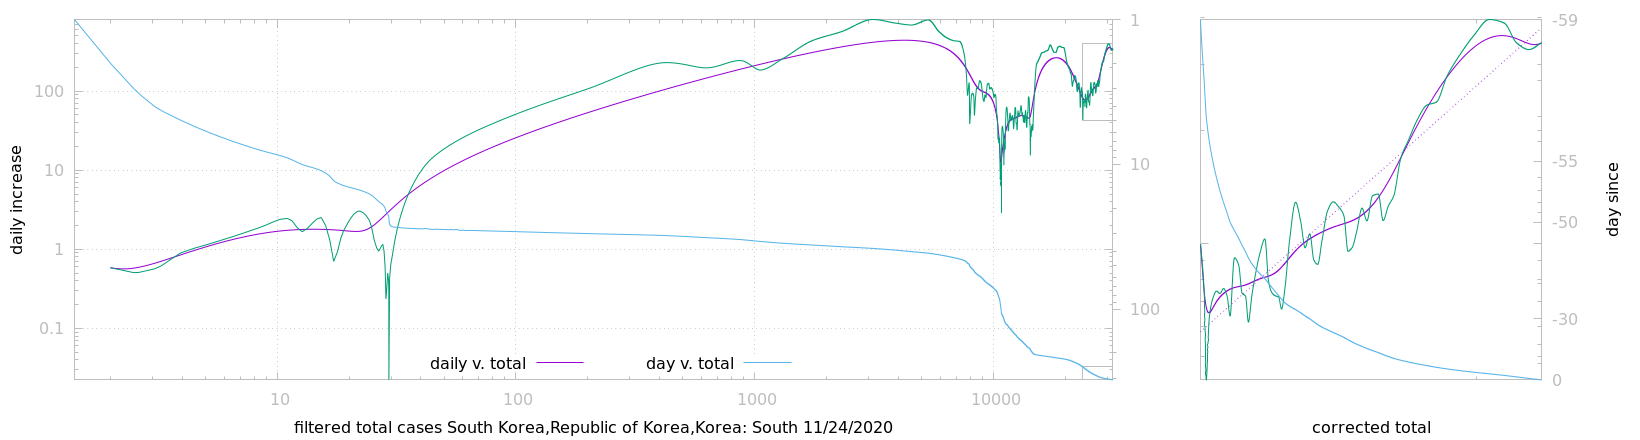 daily increase
100
10
1
0.1
daily v. total
day v. total
10
100
1000
10000
1
10
100
filtered total cases South Korea,Republic of Korea,Korea: South 11/24/2020
-59
-55
-50
-30
0
day since
corrected total